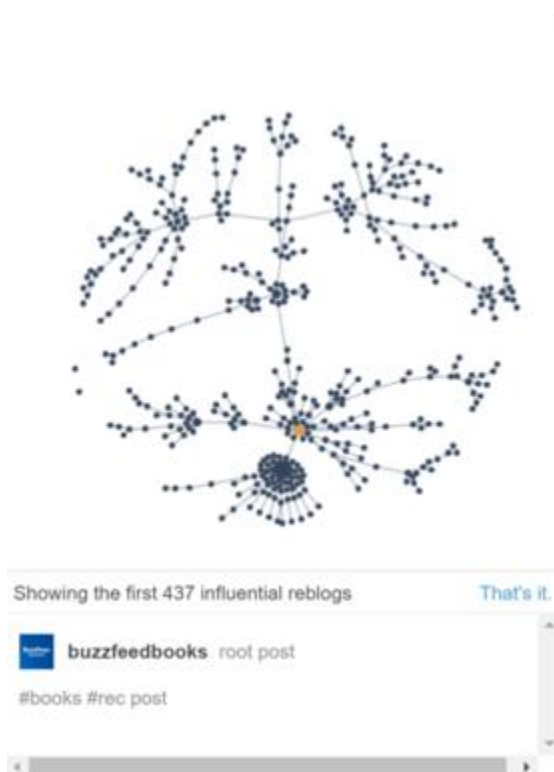 Showing the first 437 influential reblogs That's it.
buzzfeedbooks root post
#books #rec post